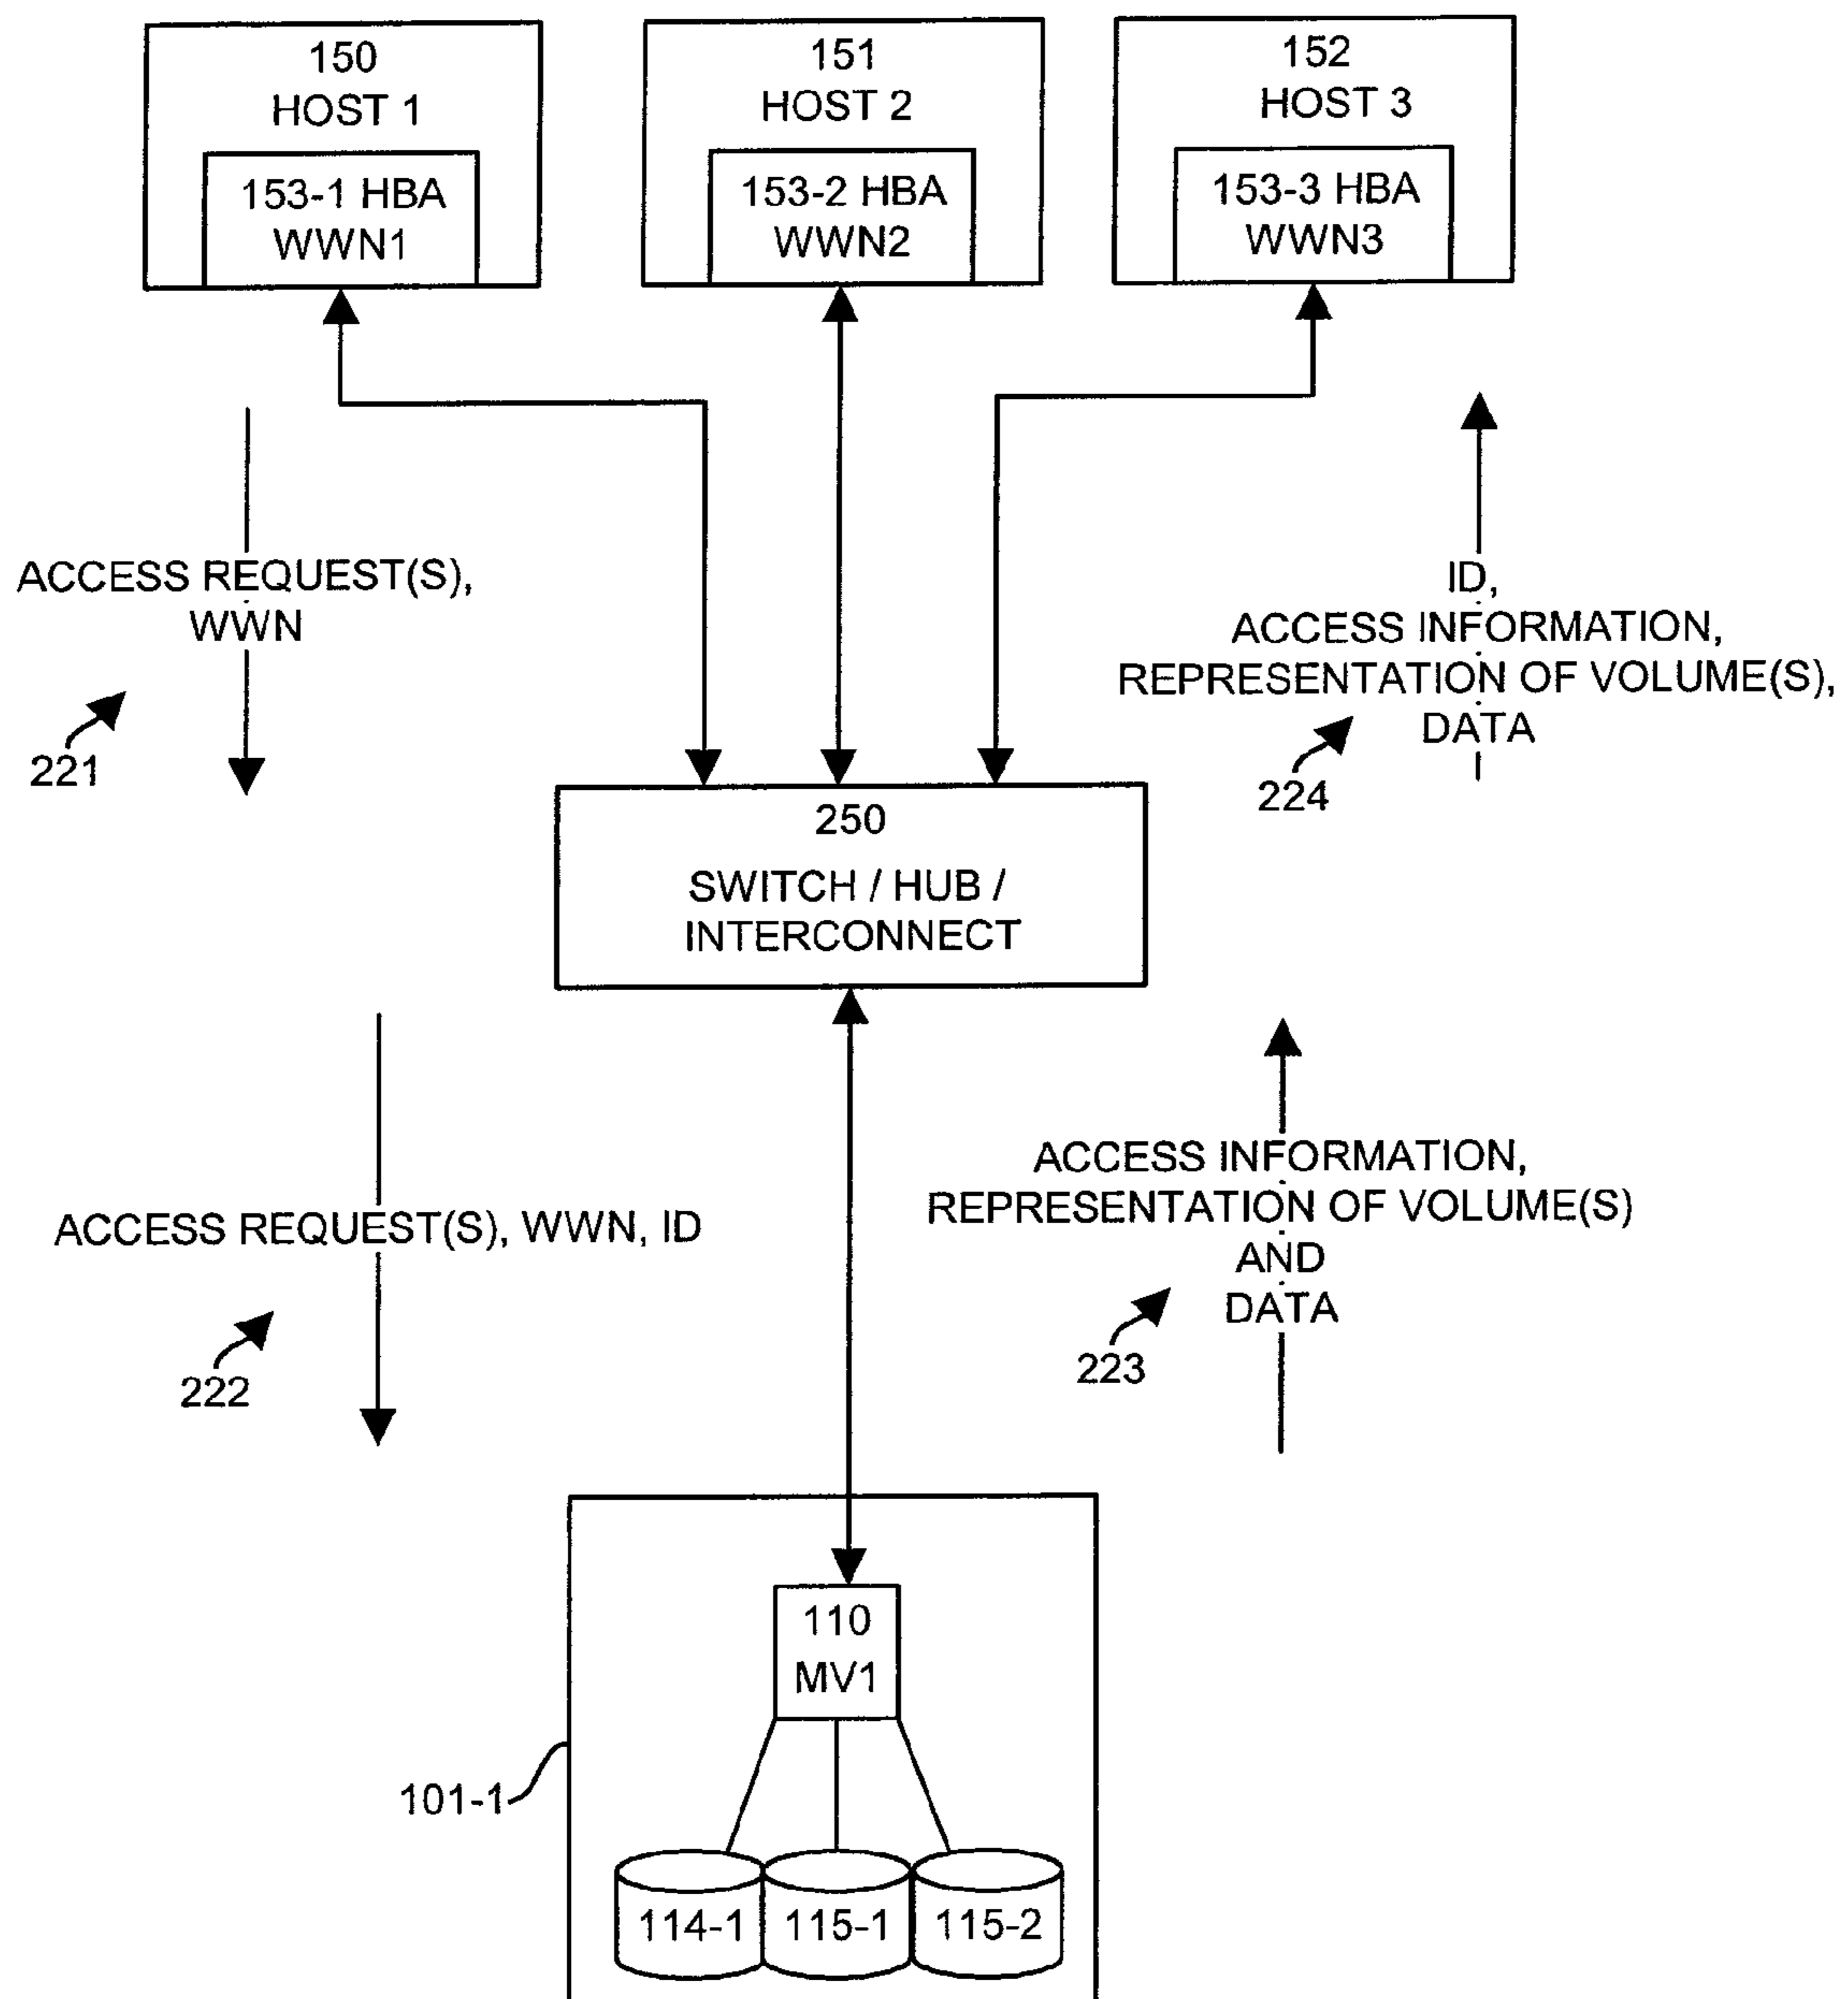 150
HOST 1
153-1 HBA
WWN1
151
HOST 2
153-2 HBA
WWN2
152
HOST 3
153-3 HBA
WWN3
ACCESS REQUEST(S),
WWN
221
ID,
ACCESS INFORMATION,
REPRESENTATION OF VOLUME(S),
DATA
224
250
SWITCH / HUB /
INTERCONNECT
ACCESS REQUEST(S), WWN, ID
222
ACCESS INFORMATION,
REPRESENTATION OF VOLUME(S)
AND
DATA
223
110
MV1
101-1
114-1
115-1
115-2